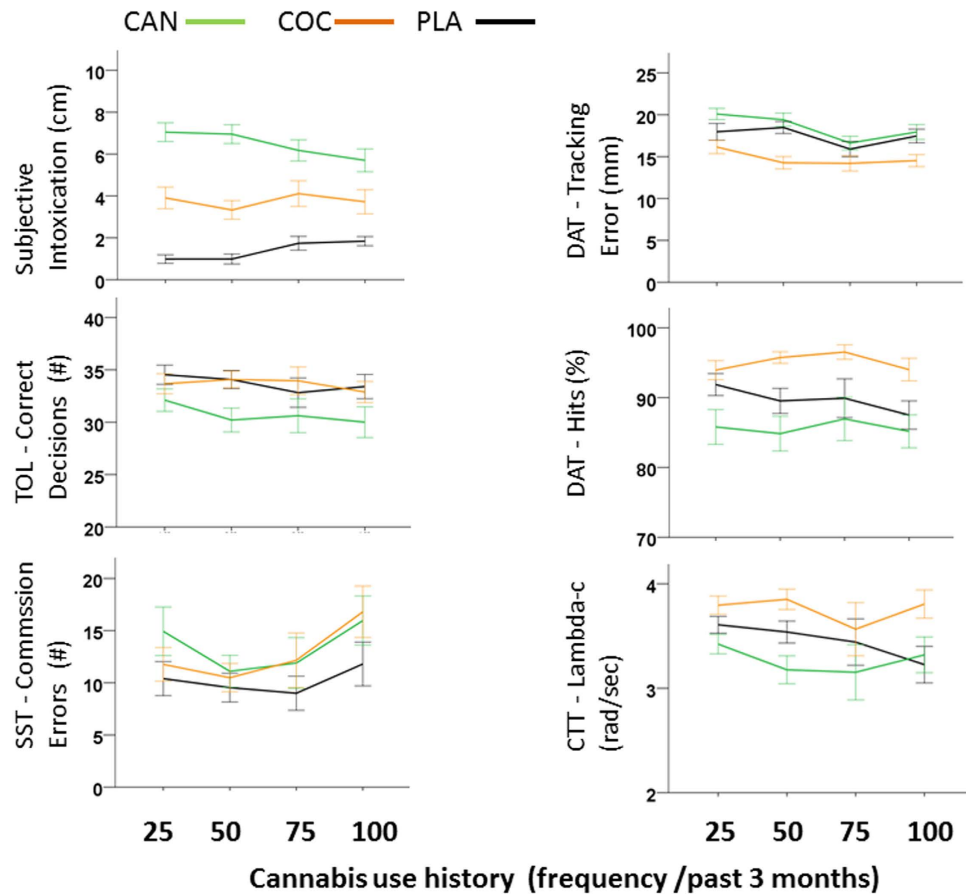 CAN COC PLA
Subjective
Intoxication (cm)
10
8
6
4
2
0
DAT - Tracking
Error (mm)
25
20
15
10
5
0
TOL - Correct
Decisions (#)
40
35
30
25
20
DAT - Hits (%)
100
90
80
70
SST - Commssion
Errors (#)
20
15
10
5
0
CTT - Lambda-c
(rad/sec)
4
3
2
25 50 75 100
25 50 75 100
Cannabis use history (frequency /past 3 months)